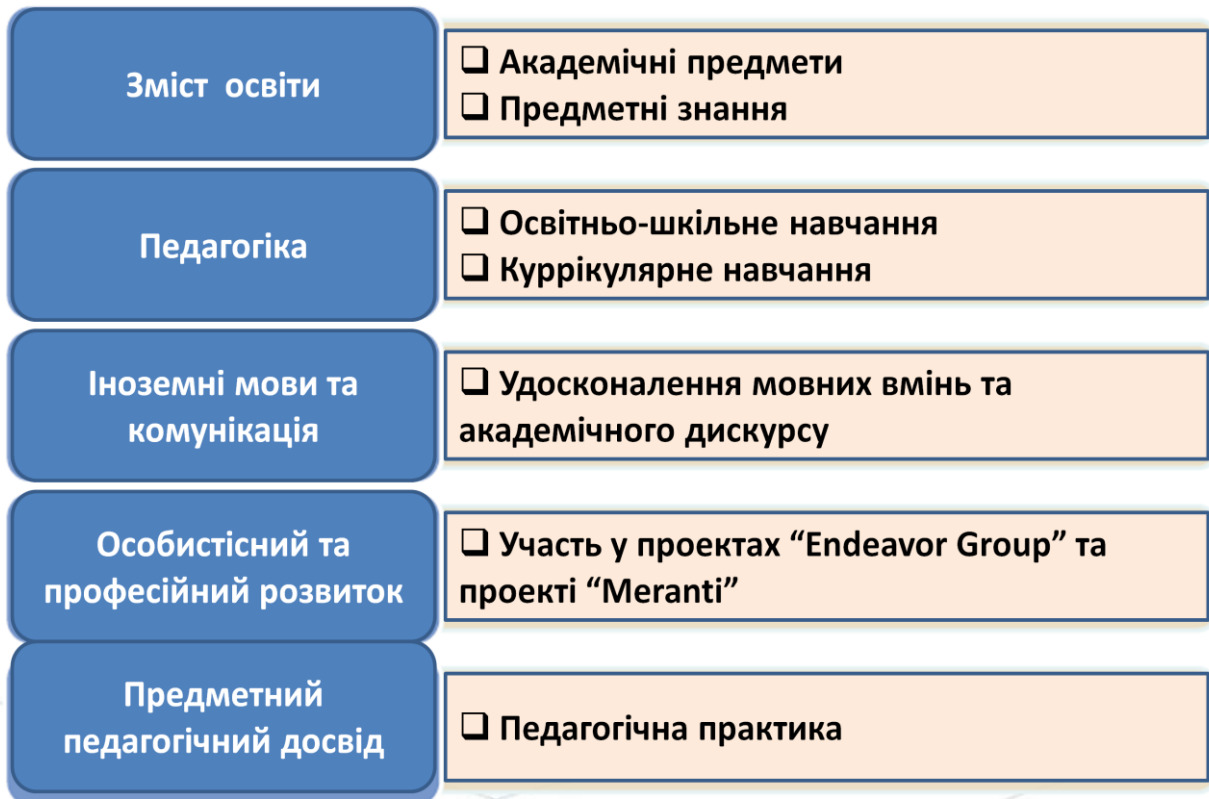 Зміст освіти
❑ Академічні предмети
❑ Предметні знання
Педагогіка
❑ Освітньо-шкільне навчання
❑ Куррікулярне навчання
Іноземні мови та
комунікація
❑ Удосконалення мовних вмінь та
академічного дискурсу
Особистісний та
професійний розвиток
❑ Участь у проектах “Endeavor Group” та
проекті “Meranti”
Предметний
педагогічний досвід
❑ Педагогічна практика